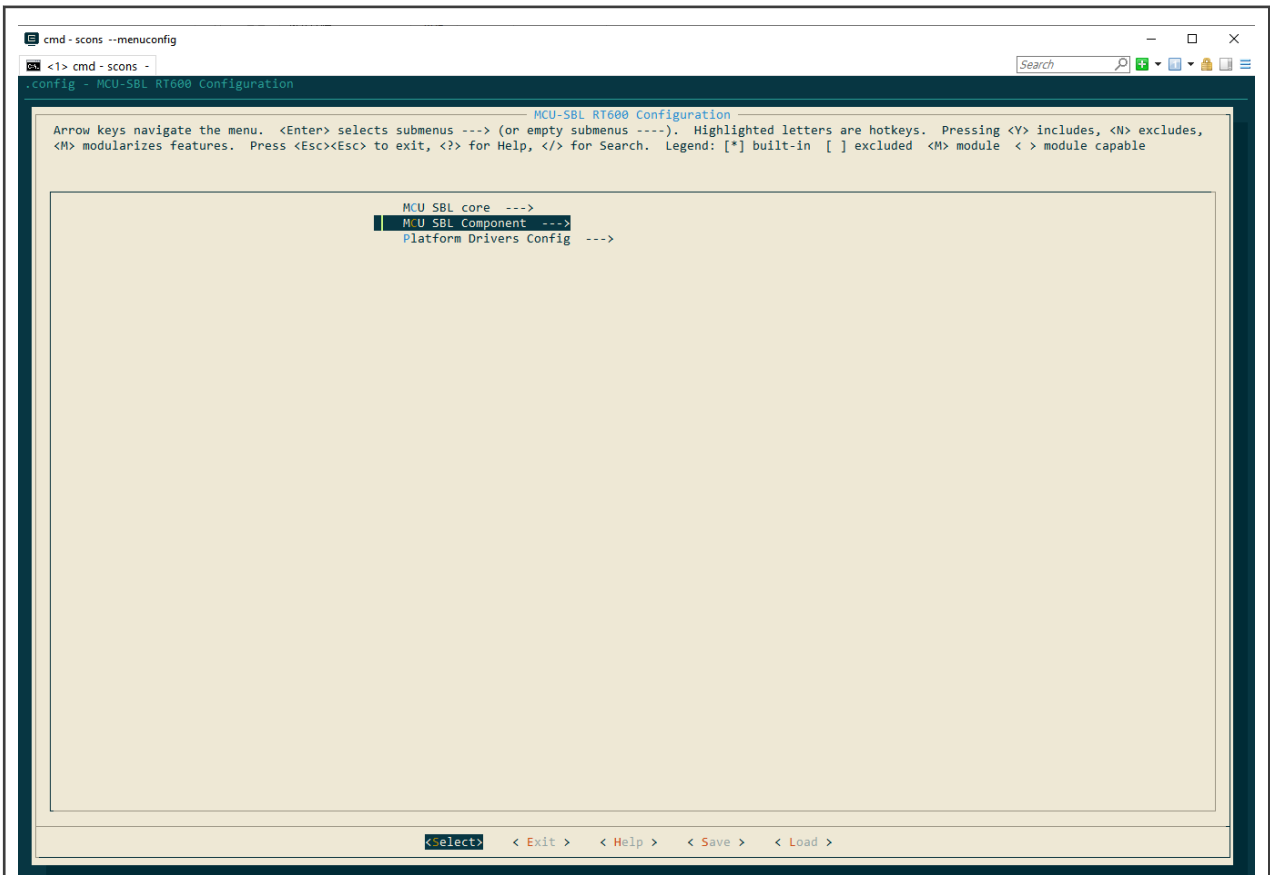 cmd - scons --menuconfig
<1> cmd - scons -
Search
.config - MCU-SBL RT600 Configuration
MCU-SBL RT600 Configuration
Arrow keys navigate the menu. <Enter> selects submenus ---> (or empty submenus ----). Highlighted letters are hotkeys. Pressing <Y> includes, <N> excludes,
<M> modularizes features. Press <Esc><Esc> to exit, <?> for Help, </> for Search. Legend: [*] built-in [ ] excluded <M> module < > module capable
MCU SBL core --->
MCU SBL Component --->
Platform Drivers Config --->
<Select> < Exit > < Help > < Save > < Load >